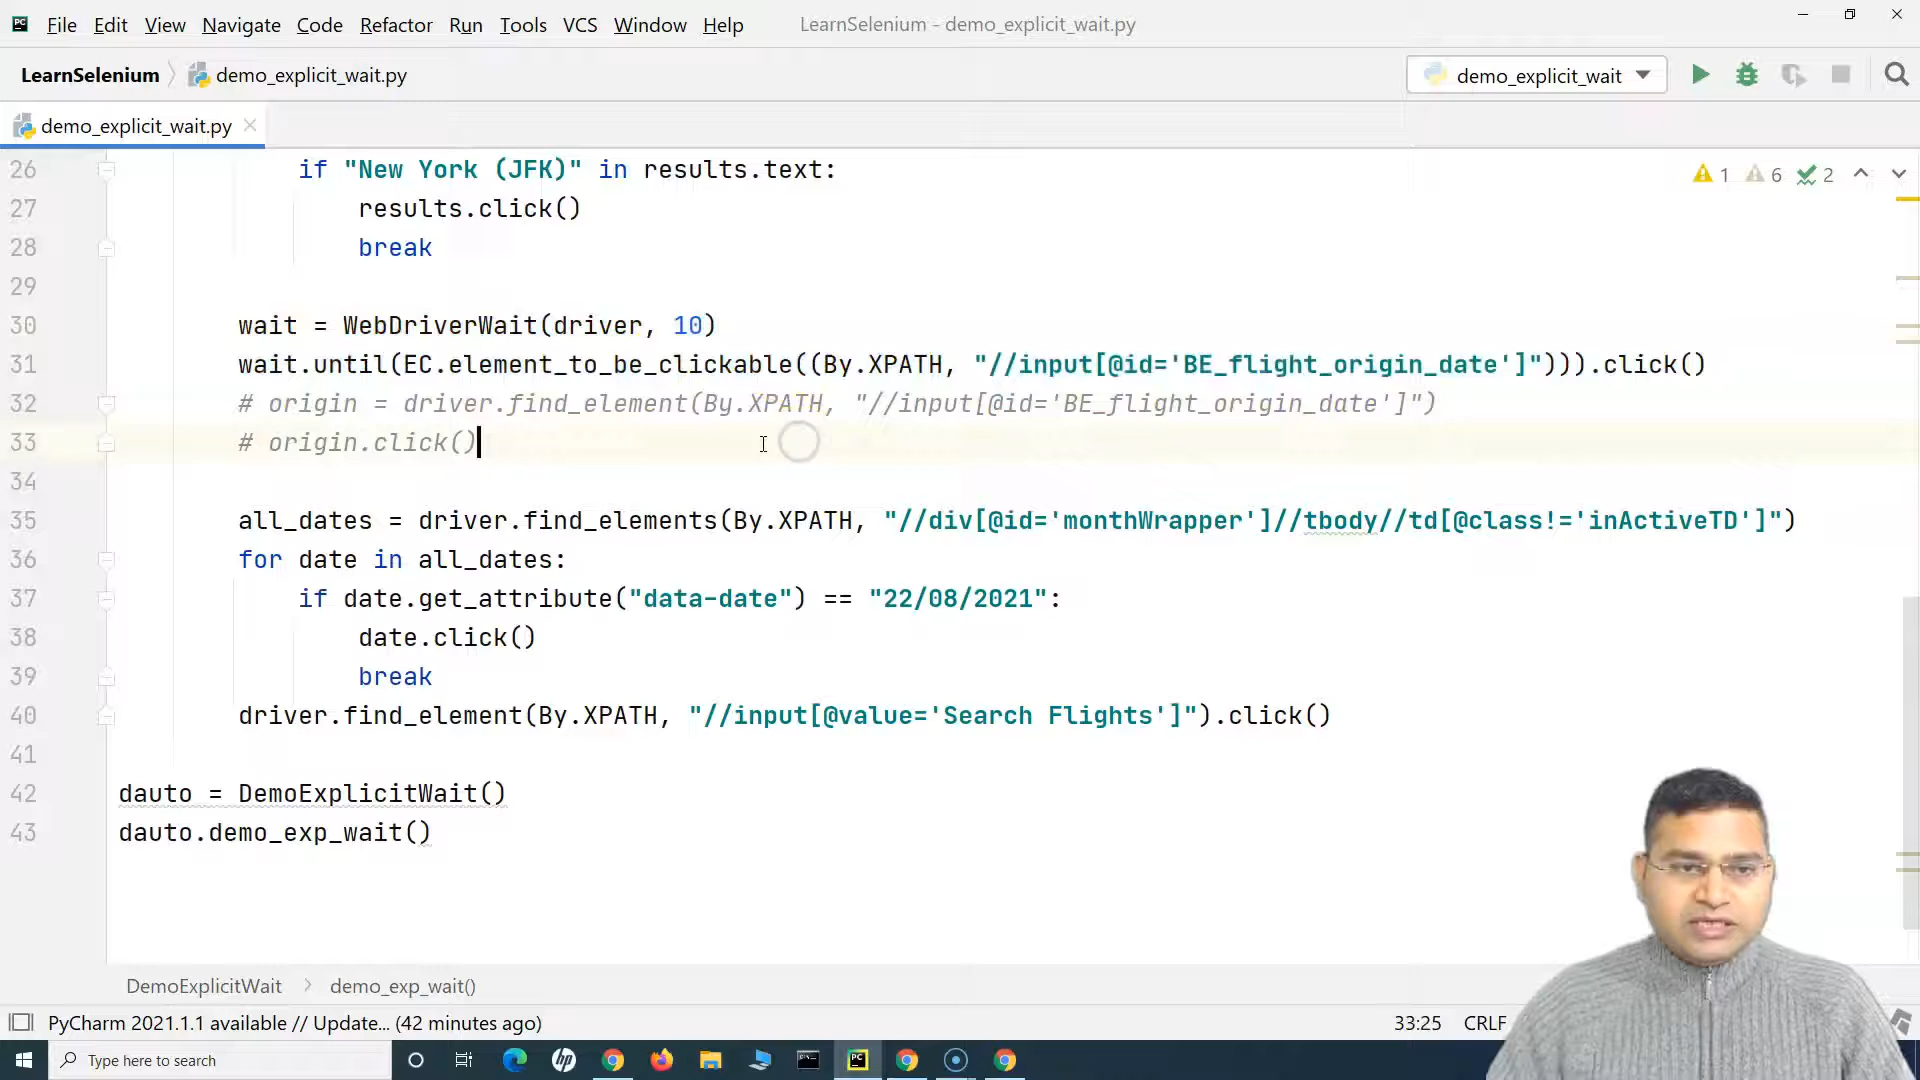 File Edit View Navigate Code Refactor Run Tools VCS Window Help LearnSelenium - demo_explicit_wait.py
LearnSelenium demo_explicit_wait.py demo_explicit_wait
demo_explicit_wait.py
26 if "New York (JFK)" in results.text:
1 6 2
27 results.click()
28 break
29
30 wait = WebDriverWait(driver, 10)
31 wait.until(EC.element_to_be_clickable((By.XPATH, "//input[@id='BE_flight_origin_date']"))).click()
32 # origin = driver.find_element(By.XPATH, "//input[@id='BE_flight_origin_date']")
33 # origin.click()
34
35 all_dates = driver.find_elements(By.XPATH, "//div[@id='monthWrapper']//tbody//td[@class!='inActiveTD']")
36 for date in all_dates:
37 if date.get_attribute("data-date") == "22/08/2021":
38 date.click()
39 break
40 driver.find_element(By.XPATH, "//input[@value='Search Flights']").click()
41
42 dauto = DemoExplicitWait()
43 dauto.demo_exp_wait()
DemoExplicitWait demo_exp_wait()
PyCharm 2021.1.1 available // Update... (42 minutes ago) 33:25 CRLF
Type here to search